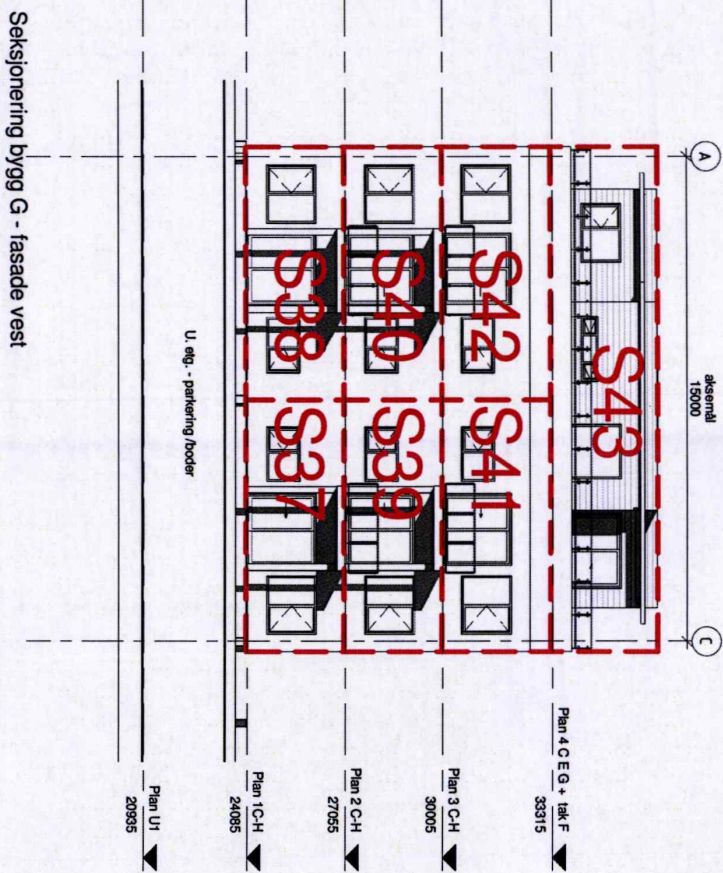 aksemål
15000
A
C
S43
Plan 4 C E G + tak F
33315
S42
S41
Plan 3 C-H
30005
S40
S39
Plan 2 C-H
27055
S38
S37
Plan 1C-H
24085
U. etg. - parkering /boder
Plan U1
20935
Seksjonering bygg G - fasade vest